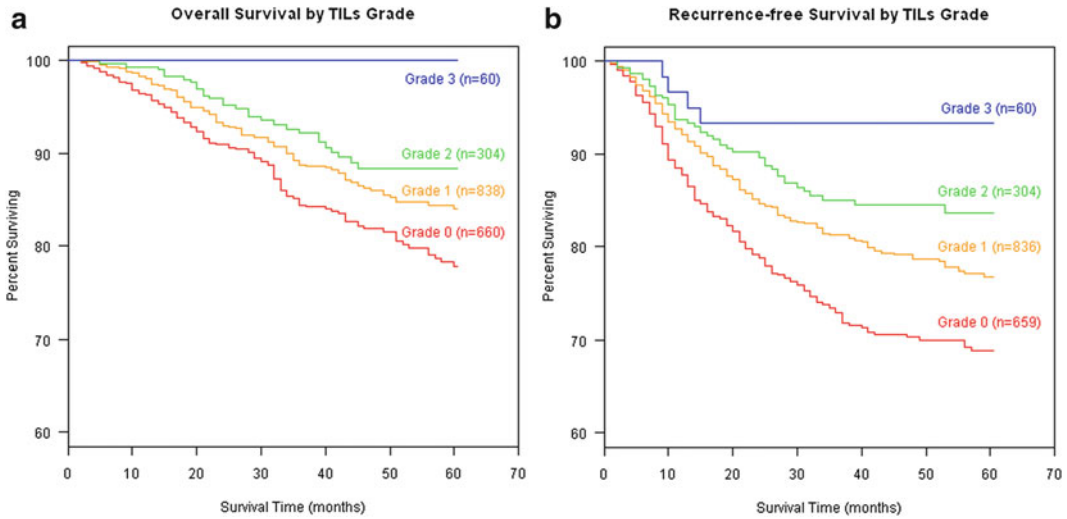 a
Overall Survival by TILs Grade
Percent Surviving
100
90
80
70
60
Grade 3 (n=60)
Grade 2 (n=304)
Grade 1 (n=838)
Grade 0 (n=660)
0 10 20 30 40 50 60 70
Survival Time (months)
b
Recurrence-free Survival by TILs Grade
Percent Surviving
100
90
80
70
60
Grade 3 (n=60)
Grade 2 (n=304)
Grade 1 (n=836)
Grade 0 (n=659)
0 10 20 30 40 50 60 70
Survival Time (months)